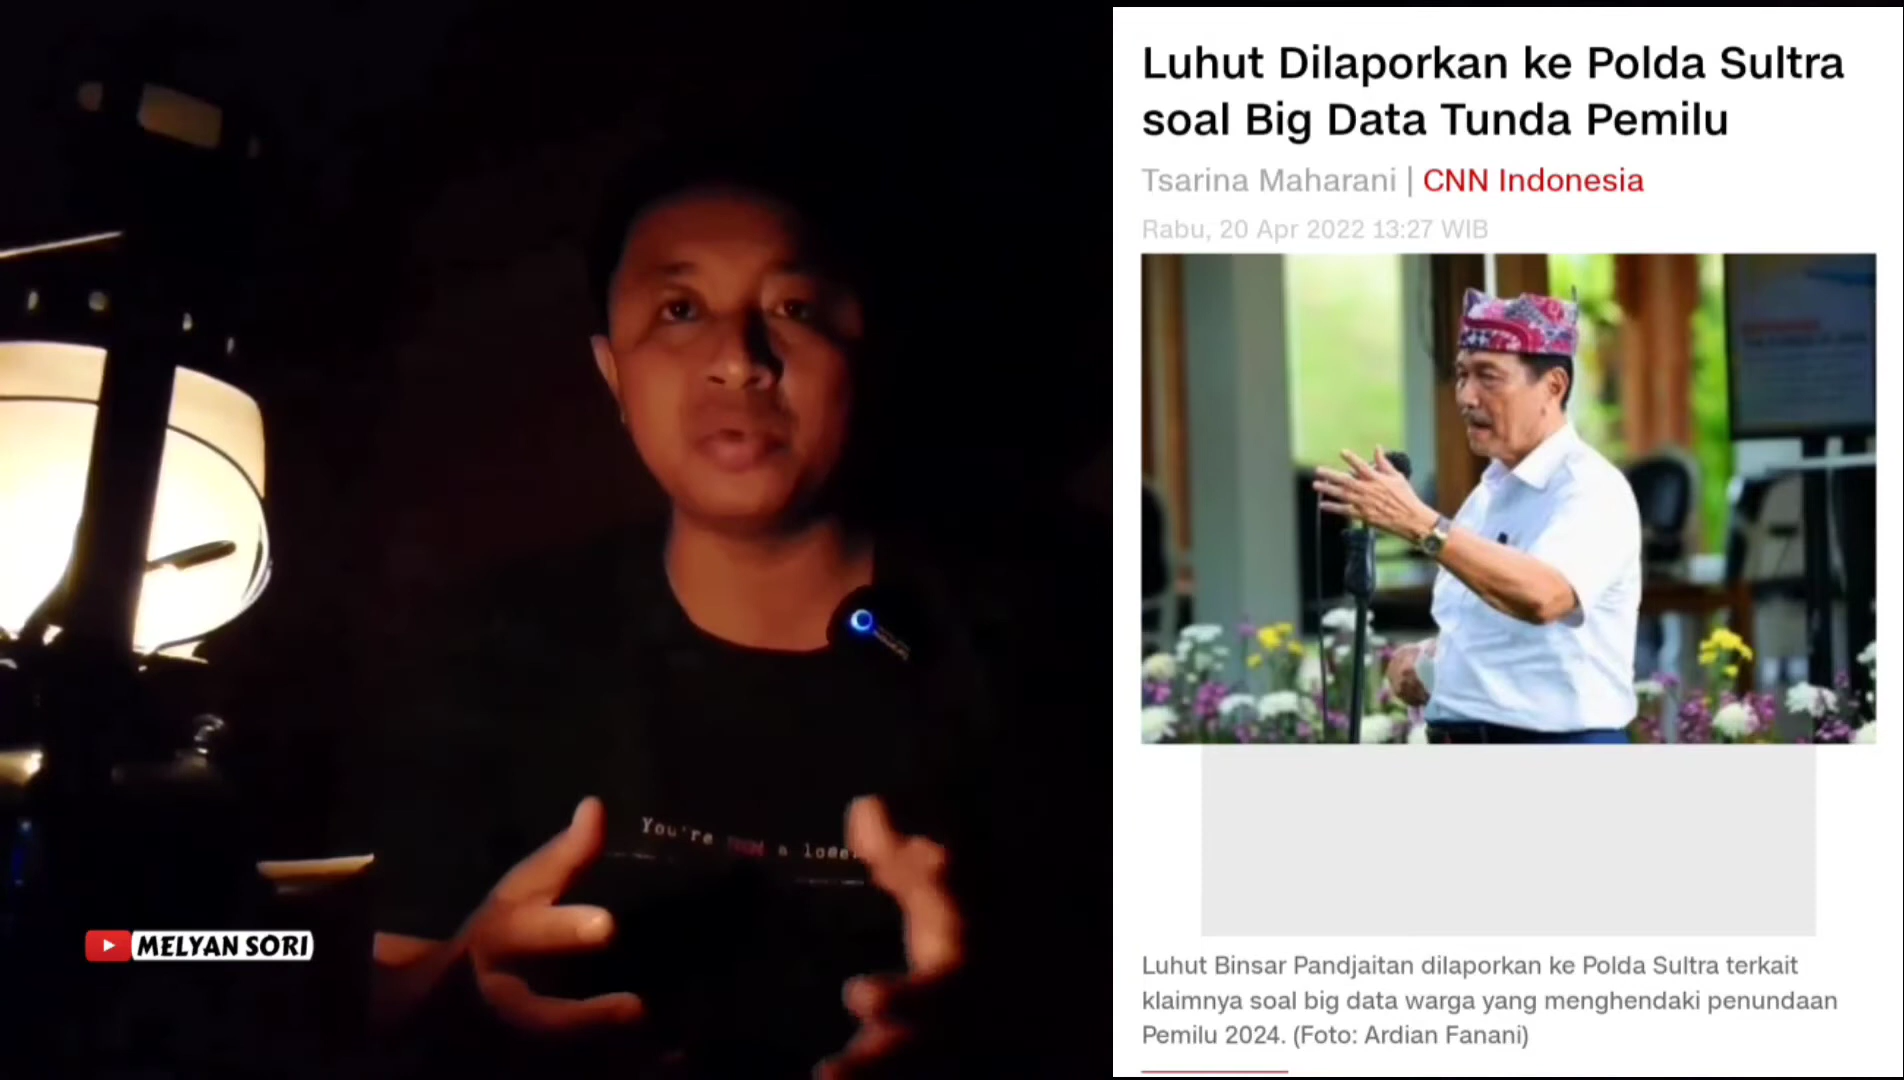 Luhut Dilaporkan ke Polda Sultra
soal Big Data Tunda Pemilu
Tsarina Maharani | CNN Indonesia
Rabu, 20 Apr 2022 13:27 WIB
You're
a
MELYAN SORI
Luhut Binsar Pandjaitan dilaporkan ke Polda Sultra terkait
klaimnya soal big data warga yang menghendaki penundaan
Pemilu 2024. (Foto: Ardian Fanani)